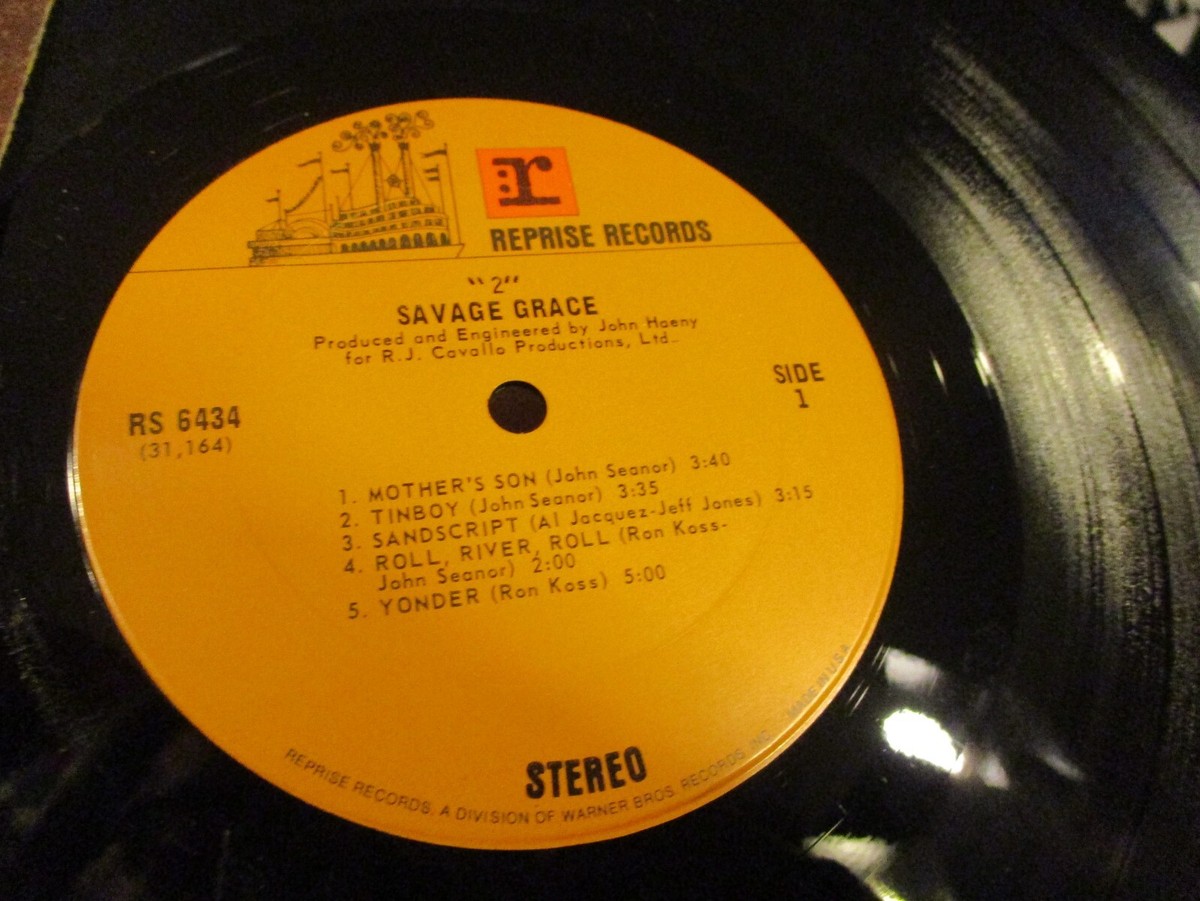 r
REPRISE RECORDS
"2"
SAVAGE GRACE
Produced and Engineered by John Haeny
for R.J. Cavallo Productions, Ltd.
RS 6434
(31,164)
SIDE
1
1. MOTHER'S SON (John Seanor) 3:40
2. TINBOY (John Seanor) 3:35
3. SANDSCRIPT (Al Jacquez-Jeff Jones) 3:15
4. ROLL, RIVER, ROLL (Ron Koss-
John Seanor) 2:00
5. YONDER (Ron Koss) 5:00
STEREO
REPRISE RECORDS, A DIVISION OF WARNER BROS. RECORDS, INC. MADE IN U.S.A.